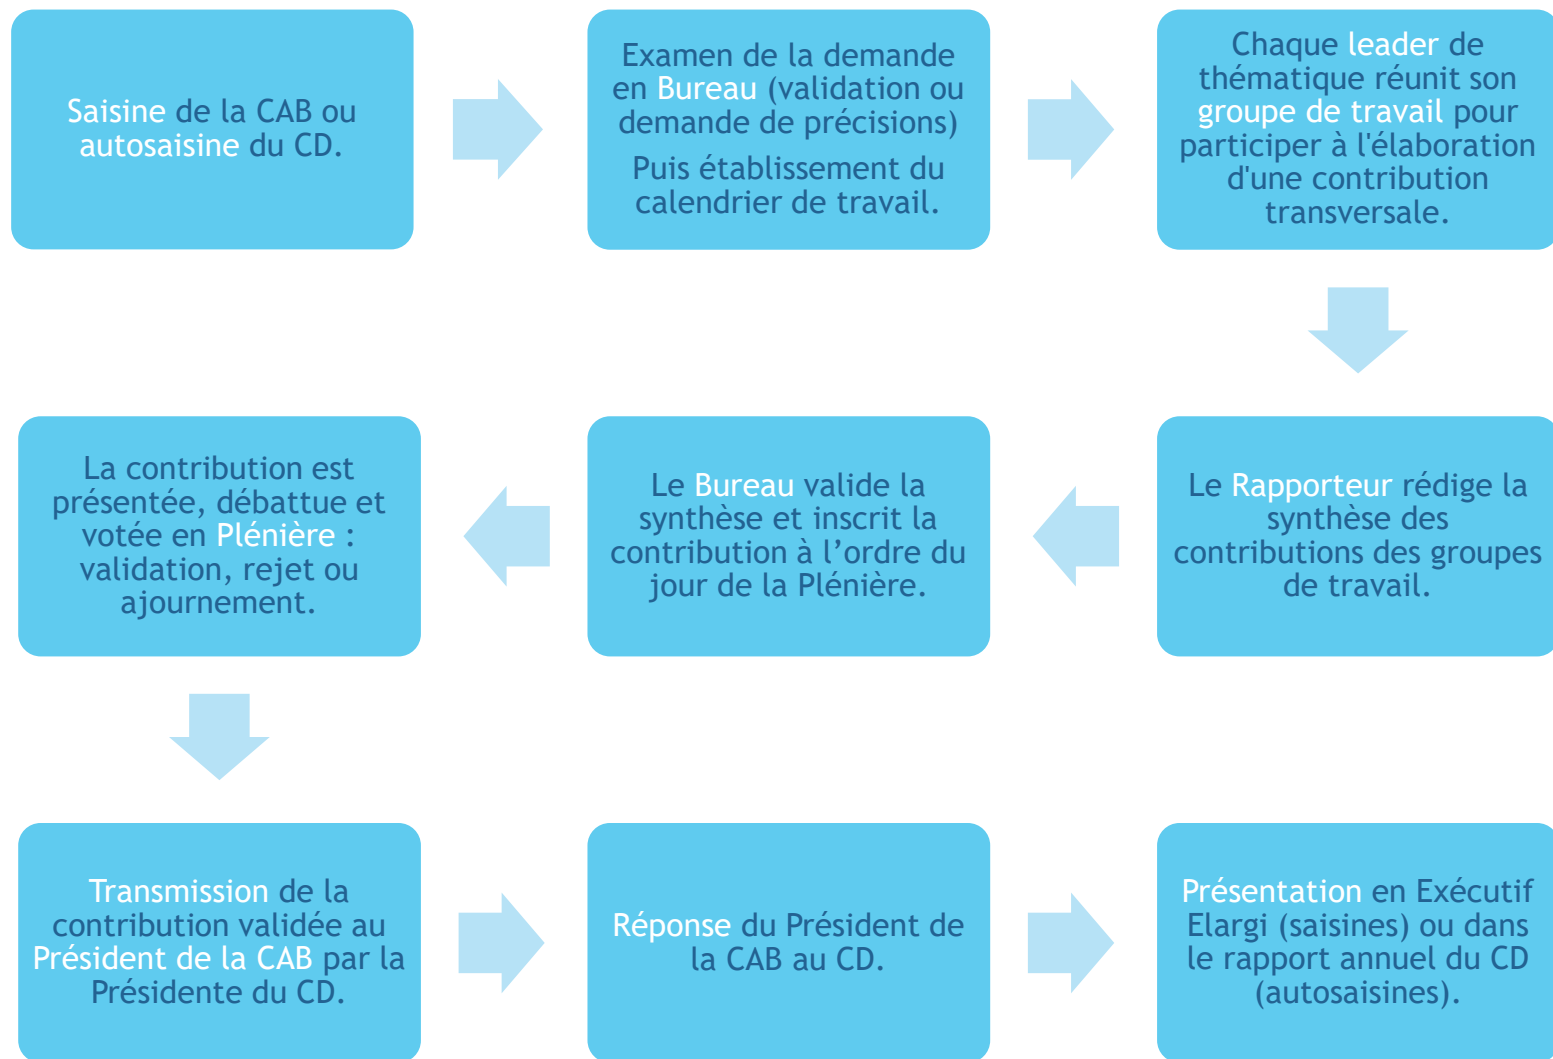 Saisine de la CAB ou
autosaisine du CD.
Examen de la demande
en Bureau (validation ou
demande de précisions)
Puis établissement du
calendrier de travail.
Chaque leader de
thématique réunit son
groupe de travail pour
participer à l'élaboration
d'une contribution
transversale.
Le Rapporteur rédige la
synthèse des
contributions des groupes
de travail.
Le Bureau valide la
synthèse et inscrit la
contribution à l’ordre du
jour de la Plénière.
La contribution est
présentée, débattue et
votée en Plénière :
validation, rejet ou
ajournement.
Transmission de la
contribution validée au
Président de la CAB par la
Présidente du CD.
Réponse du Président de
la CAB au CD.
Présentation en Exécutif
Elargi (saisines) ou dans
le rapport annuel du CD
(autosaisines).